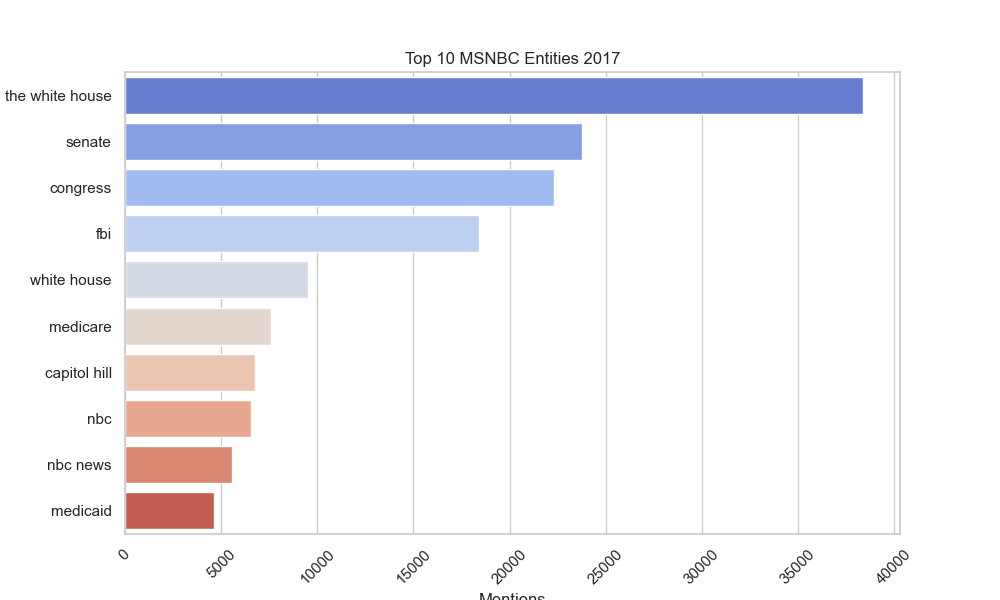 Top 10 MSNBC Entities 2017
the white house
senate
congress
fbi
white house
medicare
capitol hill
nbc
nbc news
medicaid
0
5000
10000
15000
20000
25000
30000
35000
40000
Mentions